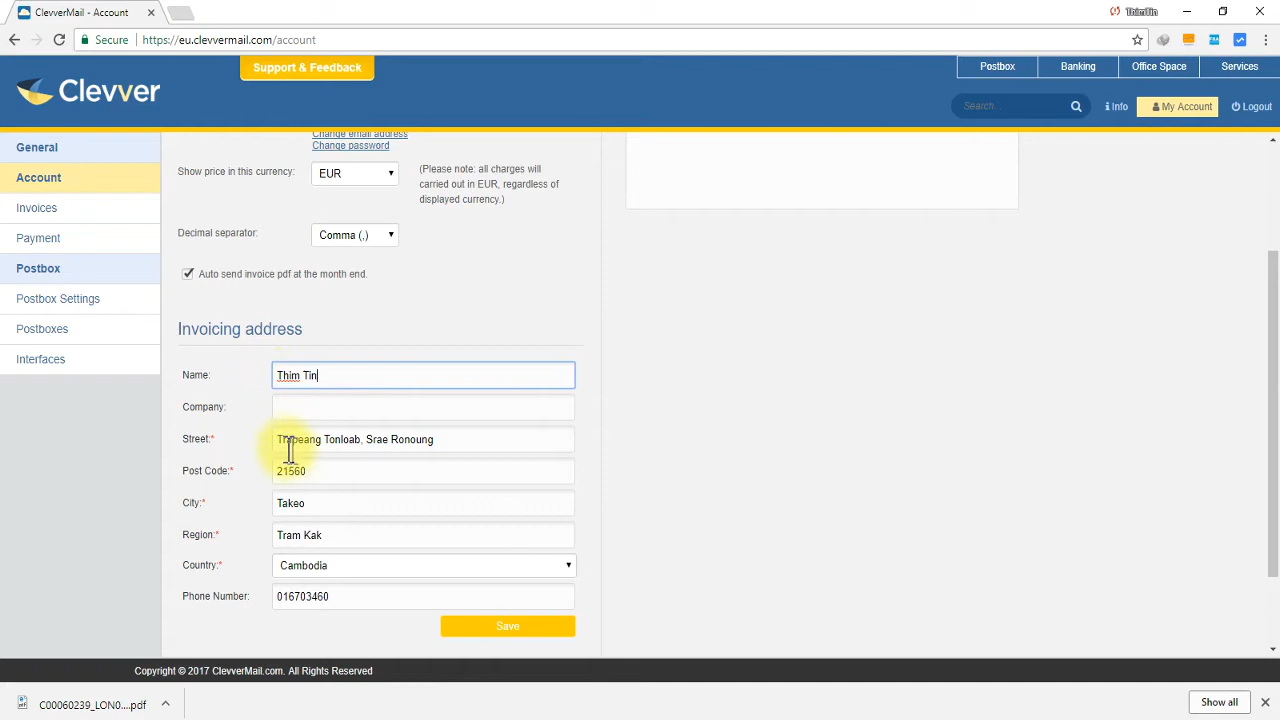 ClevverMail - Account
ThimTin
Secure
https://eu.clevvermail.com/account
Support & Feedback
Postbox
Banking
Office Space
Services
Clevver
Search...
Info
My Account
Logout
General
Account
Invoices
Payment
Postbox
Postbox Settings
Postboxes
Interfaces
Change email address
Change password
Show price in this currency:
EUR
(Please note: all charges will
carried out in EUR, regardless of
displayed currency.)
Decimal separator:
Comma (,)
Auto send invoice pdf at the month end.
Invoicing address
Name:
Thim Tin
Company:
Street:*
Trapeang Tonloab, Srae Ronoung
Post Code:*
21560
City:*
Takeo
Region:*
Tram Kak
Country:*
Cambodia
Phone Number:
016703460
Save
Copyright © 2017 ClevverMail.com. All Rights Reserved
C00060239_LON0....pdf
Show all